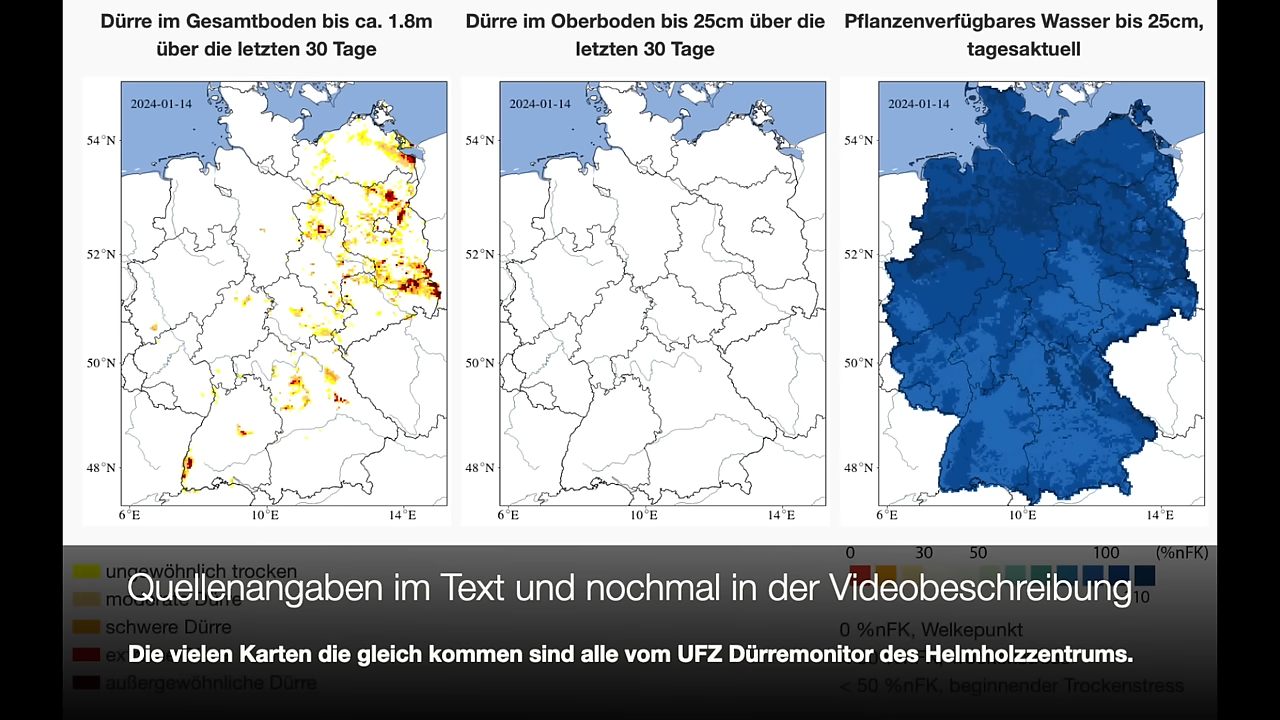 Dürre im Gesamtboden bis ca. 1.8m
über die letzten 30 Tage
Dürre im Oberboden bis 25cm über die
letzten 30 Tage
Pflanzenverfügbares Wasser bis 25cm,
tagesaktuell
2024-01-14
54°N
52°N
50°N
48°N
6°E
10°E
14°E
2024-01-14
54°N
52°N
50°N
48°N
6°E
10°E
14°E
2024-01-14
54°N
52°N
50°N
48°N
6°E
10°E
14°E
0 30 50 100 (%nFK)
ungewöhnlich trocken
moderate Dürre
schwere Dürre
außergewöhnliche Dürre
0 %nFK, Welkepunkt
< 50 %nFK, beginnender Trockenstress
Quellenangaben im Text und nochmal in der Videobeschreibung
Die vielen Karten die gleich kommen sind alle vom UFZ Dürremonitor des Helmholzzentrums.